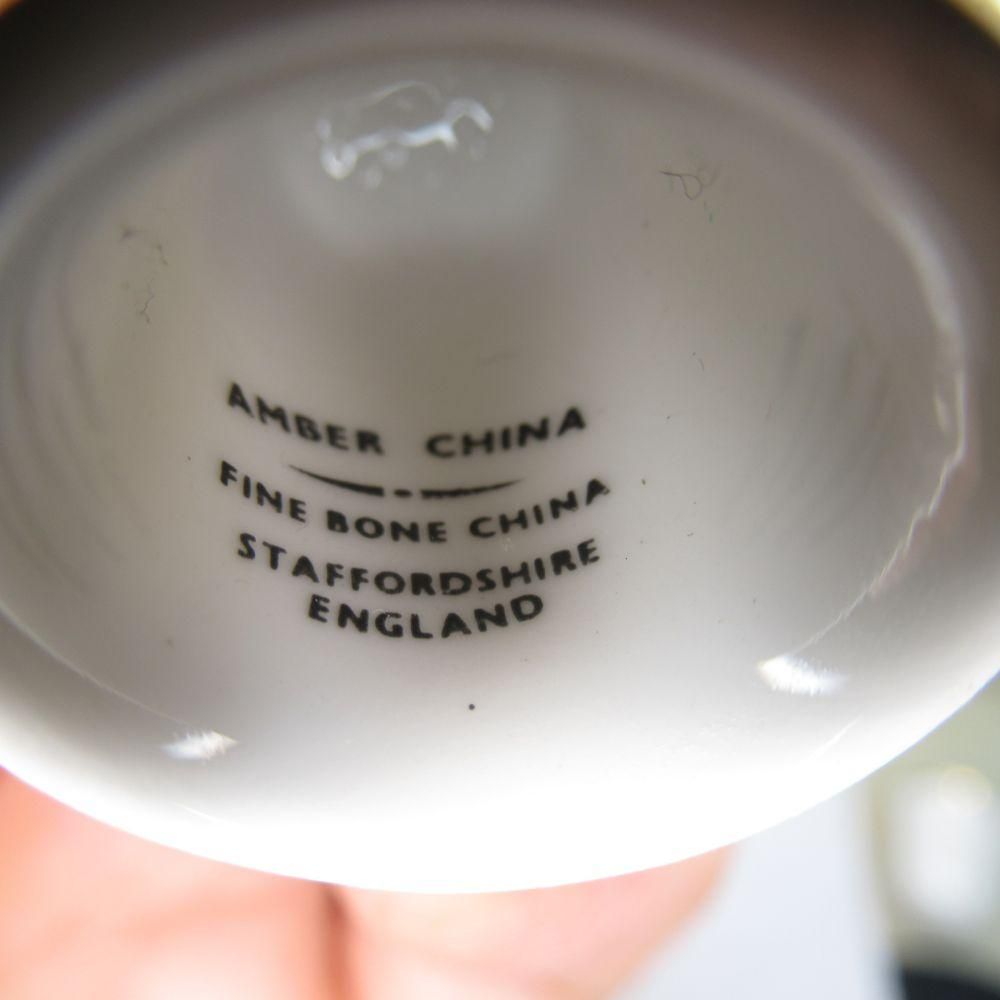 AMBER CHINA
FINE BONE CHINA
STAFFORDSHIRE
ENGLAND